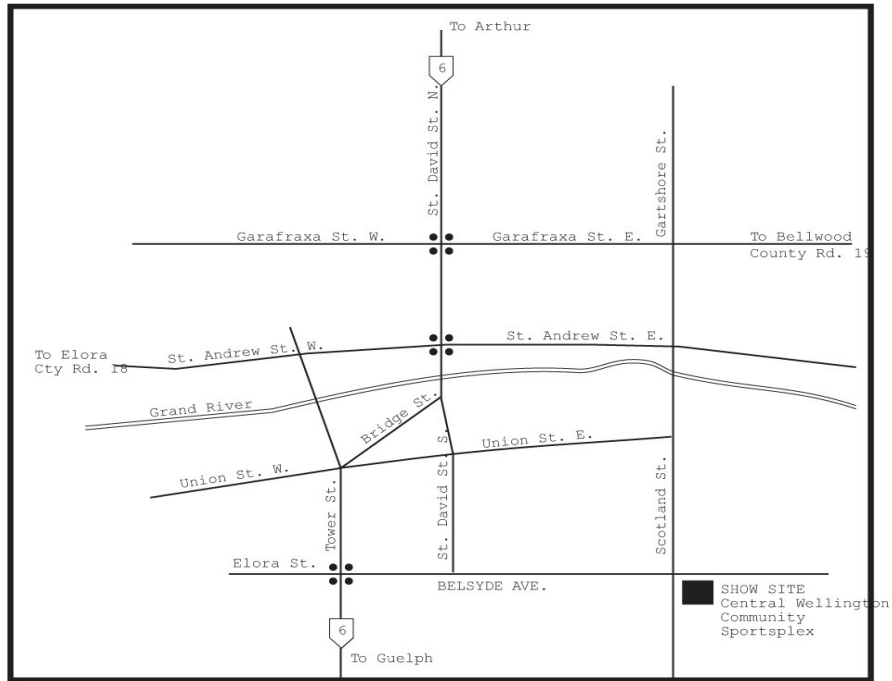 To Arthur
6
St. David St. N.
Gartshore St.
Garafraxa St. W.
Garafraxa St. E.
To Bellwood
County Rd. 19
St. Andrew St. W.
St. Andrew St. E.
To Elora
Cty Rd. 18
Grand River
Bridge St.
Union St. W.
Union St. E.
Tower St.
St. David St. S.
Scotland St.
Elora St.
BELSYDE AVE.
SHOW SITE
Central Wellington
Community
Sportsplex
6
To Guelph